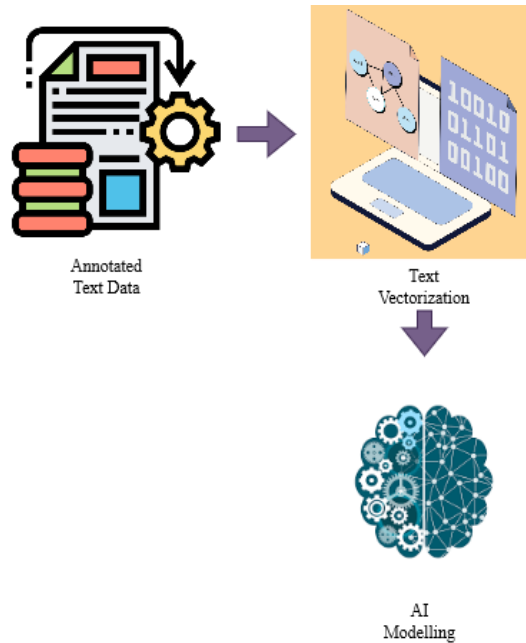 10010
01101
00100
Annotated
Text Data
Text
Vectorization
AI
Modelling